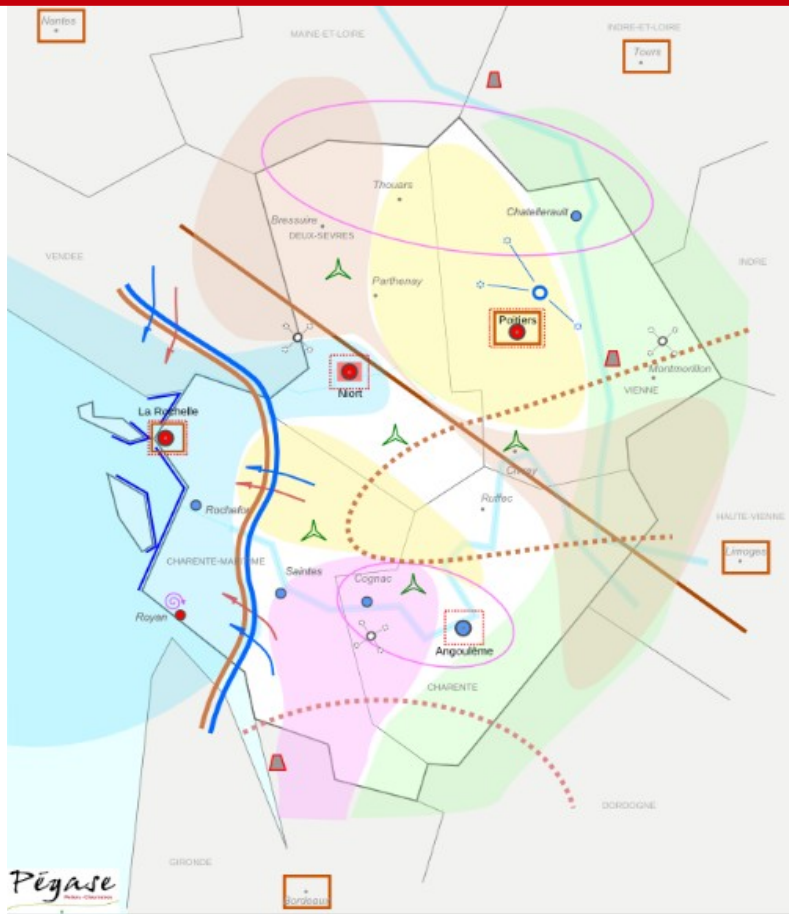 Nantes
MAINE-ET-LOIRE
INDRE-ET-LOIRE
Tours
Thouars
Chatellerault
Bressuire
DEUX-SEVRES
VENDEE
INDRE
Parthenay
Poitiers
Montmorillon
VIENNE
Niort
La Rochelle
Civray
Ruffec
Rochefort
HAUTE-VIENNE
CHARENTE-MARITIME
Limoges
Saintes
Cognac
Royan
Angoulême
CHARENTE
DORDOGNE
GIRONDE
Pégase
Poitou-Charentes
Bordeaux